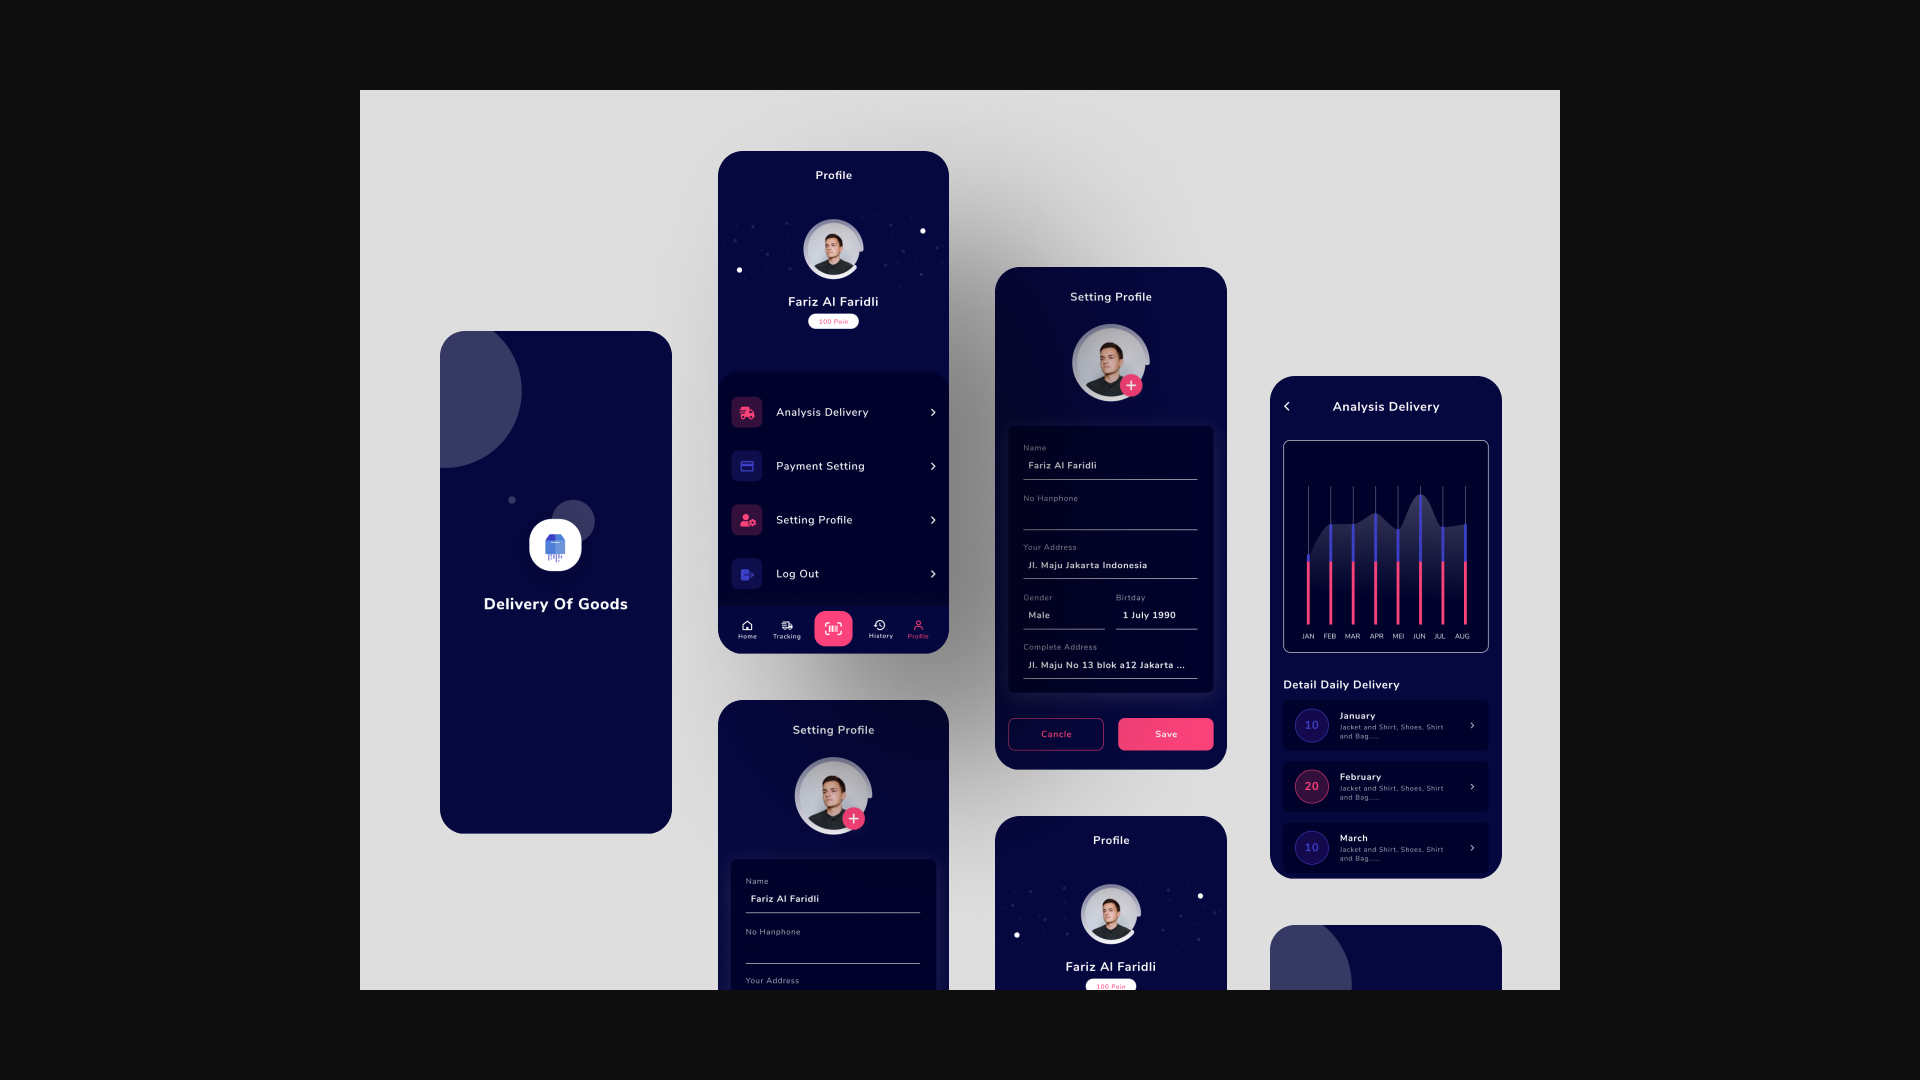 Delivery Of Goods
Profile
Fariz Al Faridli
100 Poin
Analysis Delivery
Payment Setting
Setting Profile
Log Out
Home
Tracking
History
Profile
Setting Profile
Name
Fariz Al Faridli
No Hanphone
Your Address
Setting Profile
Name
Fariz Al Faridli
No Hanphone
Your Address
Jl. Maju Jakarta Indonesia
Gender Birtday
Male 1 July 1990
Complete Address
Jl. Maju No 13 blok a12 Jakarta ...
Cancle Save
Profile
Fariz Al Faridli
100 Poin
Analysis Delivery
JAN FEB MAR APR MEI JUN JUL AUG
Detail Daily Delivery
10
January
Jacket and Shirt, Shoes, Shirt
and Bag.....
20
February
Jacket and Shirt, Shoes, Shirt
and Bag.....
10
March
Jacket and Shirt, Shoes, Shirt
and Bag.....